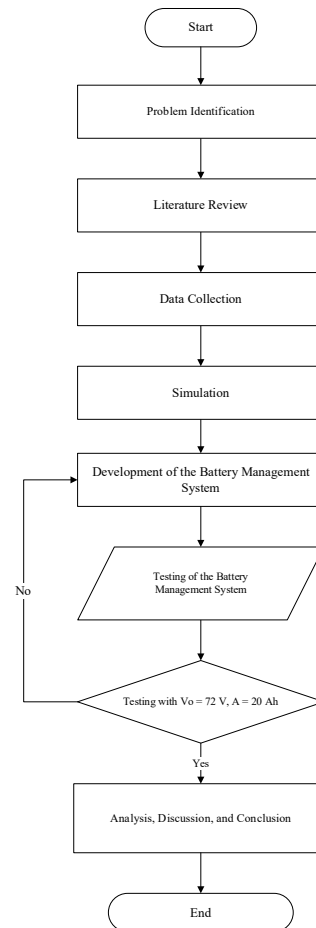 Start
Problem Identification
Literature Review
Data Collection
Simulation
Development of the Battery Management
System
Testing of the Battery
Management System
No
Testing with Vo = 72 V, A = 20 Ah
Yes
Analysis, Discussion, and Conclusion
End